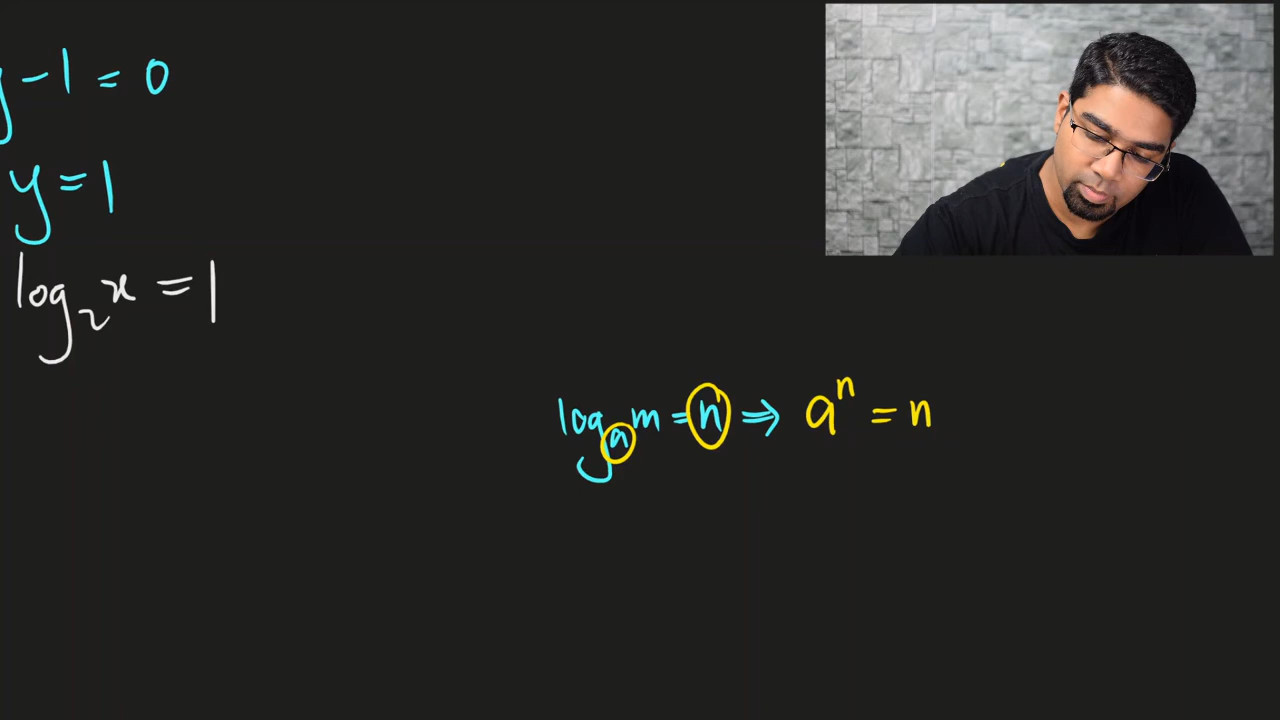 y - 1 = 0
y = 1
log₂x = 1
logₐm = n ⇒ aⁿ = n